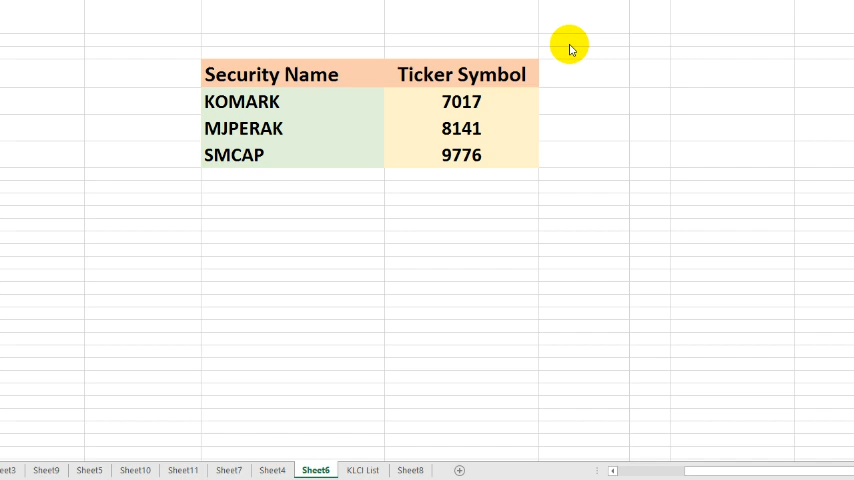 Security Name Ticker Symbol
KOMARK 7017
MJPERAK 8141
SMCAP 9776
eet3 Sheet9 Sheet5 Sheet10 Sheet11 Sheet7 Sheet4 Sheet6 KLCI List Sheet8